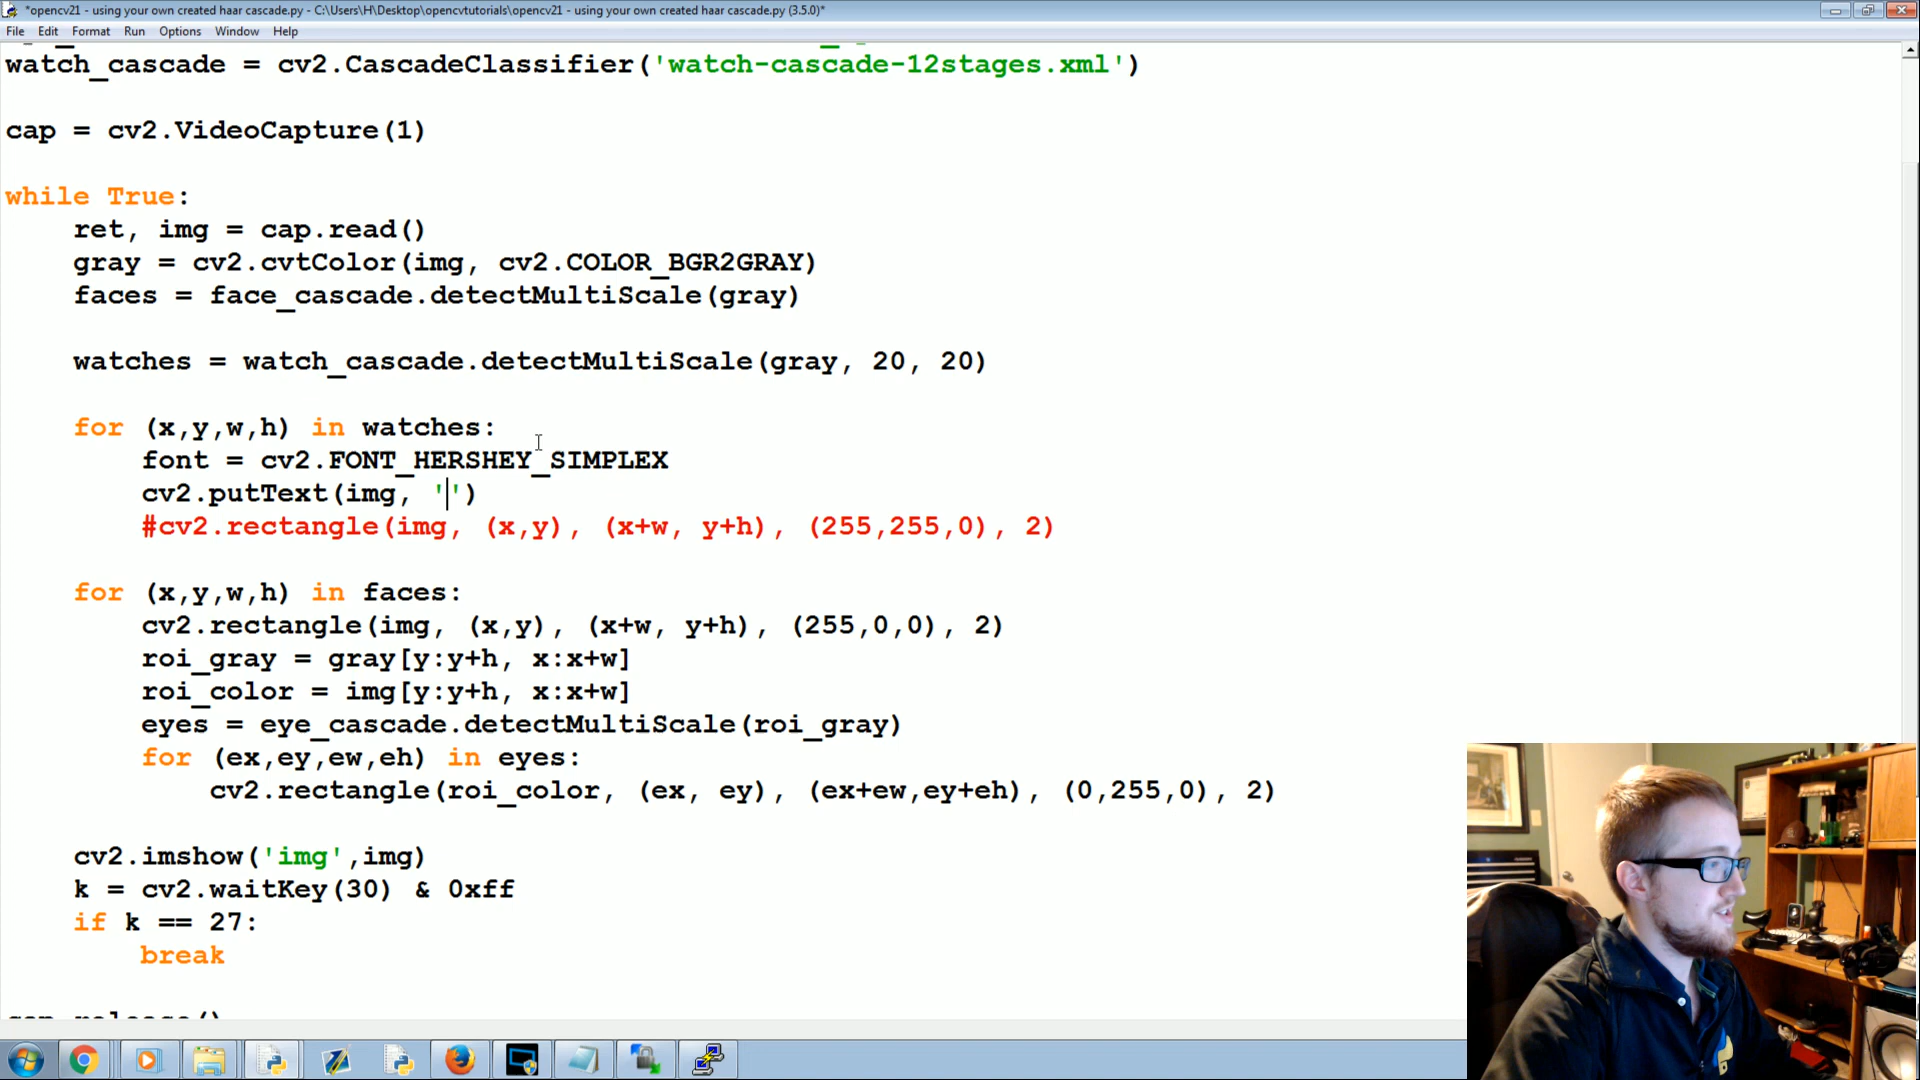 *opencv21 - using your own created haar cascade.py - C:\Users\H\Desktop\opencvtutorials\opencv21 - using your own created haar cascade.py (3.5.0)*
File Edit Format Run Options Window Help
watch_cascade = cv2.CascadeClassifier('watch-cascade-12stages.xml')
cap = cv2.VideoCapture(1)
while True:
ret, img = cap.read()
gray = cv2.cvtColor(img, cv2.COLOR_BGR2GRAY)
faces = face_cascade.detectMultiScale(gray)
watches = watch_cascade.detectMultiScale(gray, 20, 20)
for (x,y,w,h) in watches:
font = cv2.FONT_HERSHEY_SIMPLEX
cv2.putText(img, '')
#cv2.rectangle(img, (x,y), (x+w, y+h), (255,255,0), 2)
for (x,y,w,h) in faces:
cv2.rectangle(img, (x,y), (x+w, y+h), (255,0,0), 2)
roi_gray = gray[y:y+h, x:x+w]
roi_color = img[y:y+h, x:x+w]
eyes = eye_cascade.detectMultiScale(roi_gray)
for (ex,ey,ew,eh) in eyes:
cv2.rectangle(roi_color, (ex, ey), (ex+ew,ey+eh), (0,255,0), 2)
cv2.imshow('img',img)
k = cv2.waitKey(30) & 0xff
if k == 27:
break
cap.release()